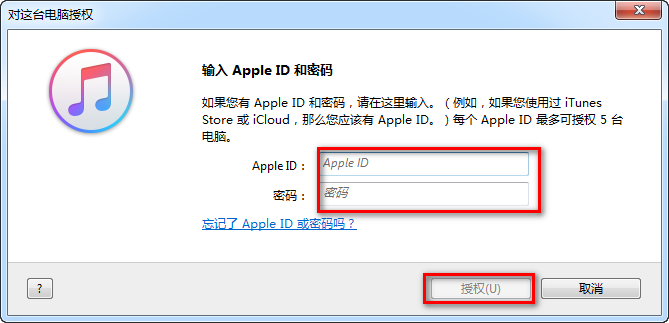 对这台电脑授权
输入 Apple ID 和密码
如果您有 Apple ID 和密码，请在这里输入。（例如，如果您使用过 iTunes
Store 或 iCloud，那么您应该有 Apple ID。）每个 Apple ID 最多可授权 5 台
电脑。
Apple ID： Apple ID
密码： 密码
忘记了 Apple ID 或密码吗？
? 授权(U) 取消